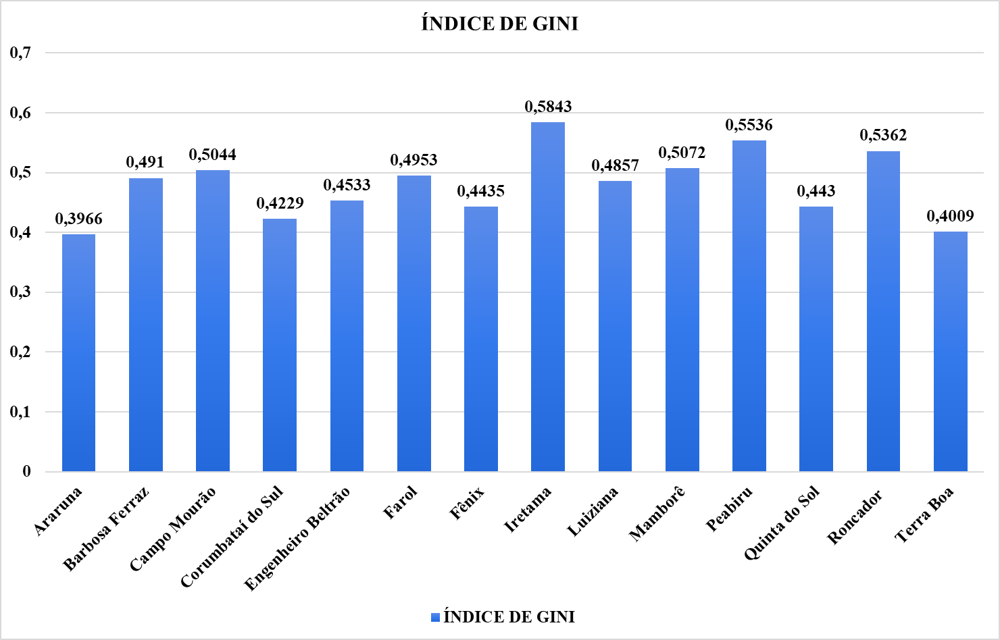 ÍNDICE DE GINI
0,7
0,6
0,5
0,4
0,3
0,2
0,1
0
0,3966
0,491
0,5044
0,4229
0,4533
0,4953
0,4435
0,5843
0,4857
0,5072
0,5536
0,443
0,5362
0,4009
Araruna
Barbosa Ferraz
Campo Mourão
Corumbataí do Sul
Engenheiro Beltrão
Farol
Fênix
Iretama
Luiziana
Mamborê
Peabiru
Quinta do Sol
Roncador
Terra Boa
ÍNDICE DE GINI